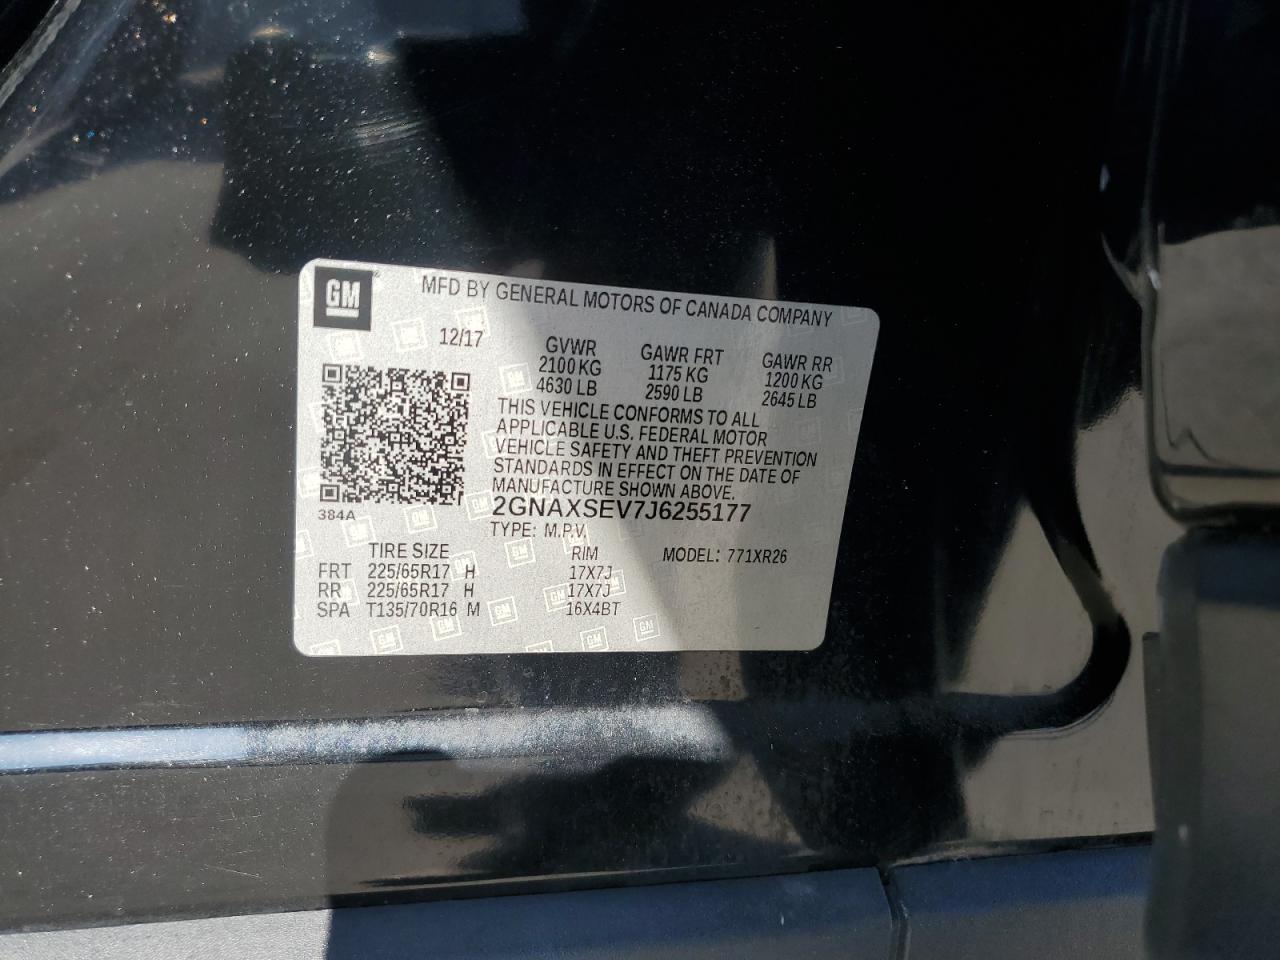 GM
MFD BY GENERAL MOTORS OF CANADA COMPANY
12/17
GVWR GAWR FRT GAWR RR
2100 KG 1175 KG 1200 KG
4630 LB 2590 LB 2645 LB
THIS VEHICLE CONFORMS TO ALL
APPLICABLE U.S. FEDERAL MOTOR
VEHICLE SAFETY AND THEFT PREVENTION
STANDARDS IN EFFECT ON THE DATE OF
MANUFACTURE SHOWN ABOVE.
384A
2GNAXSEV7J6255177
TYPE: M.P.V.
TIRE SIZE RIM MODEL: 771XR26
FRT 225/65R17 H 17X7J
RR 225/65R17 H 17X7J
SPA T135/70R16 M 16X4BT